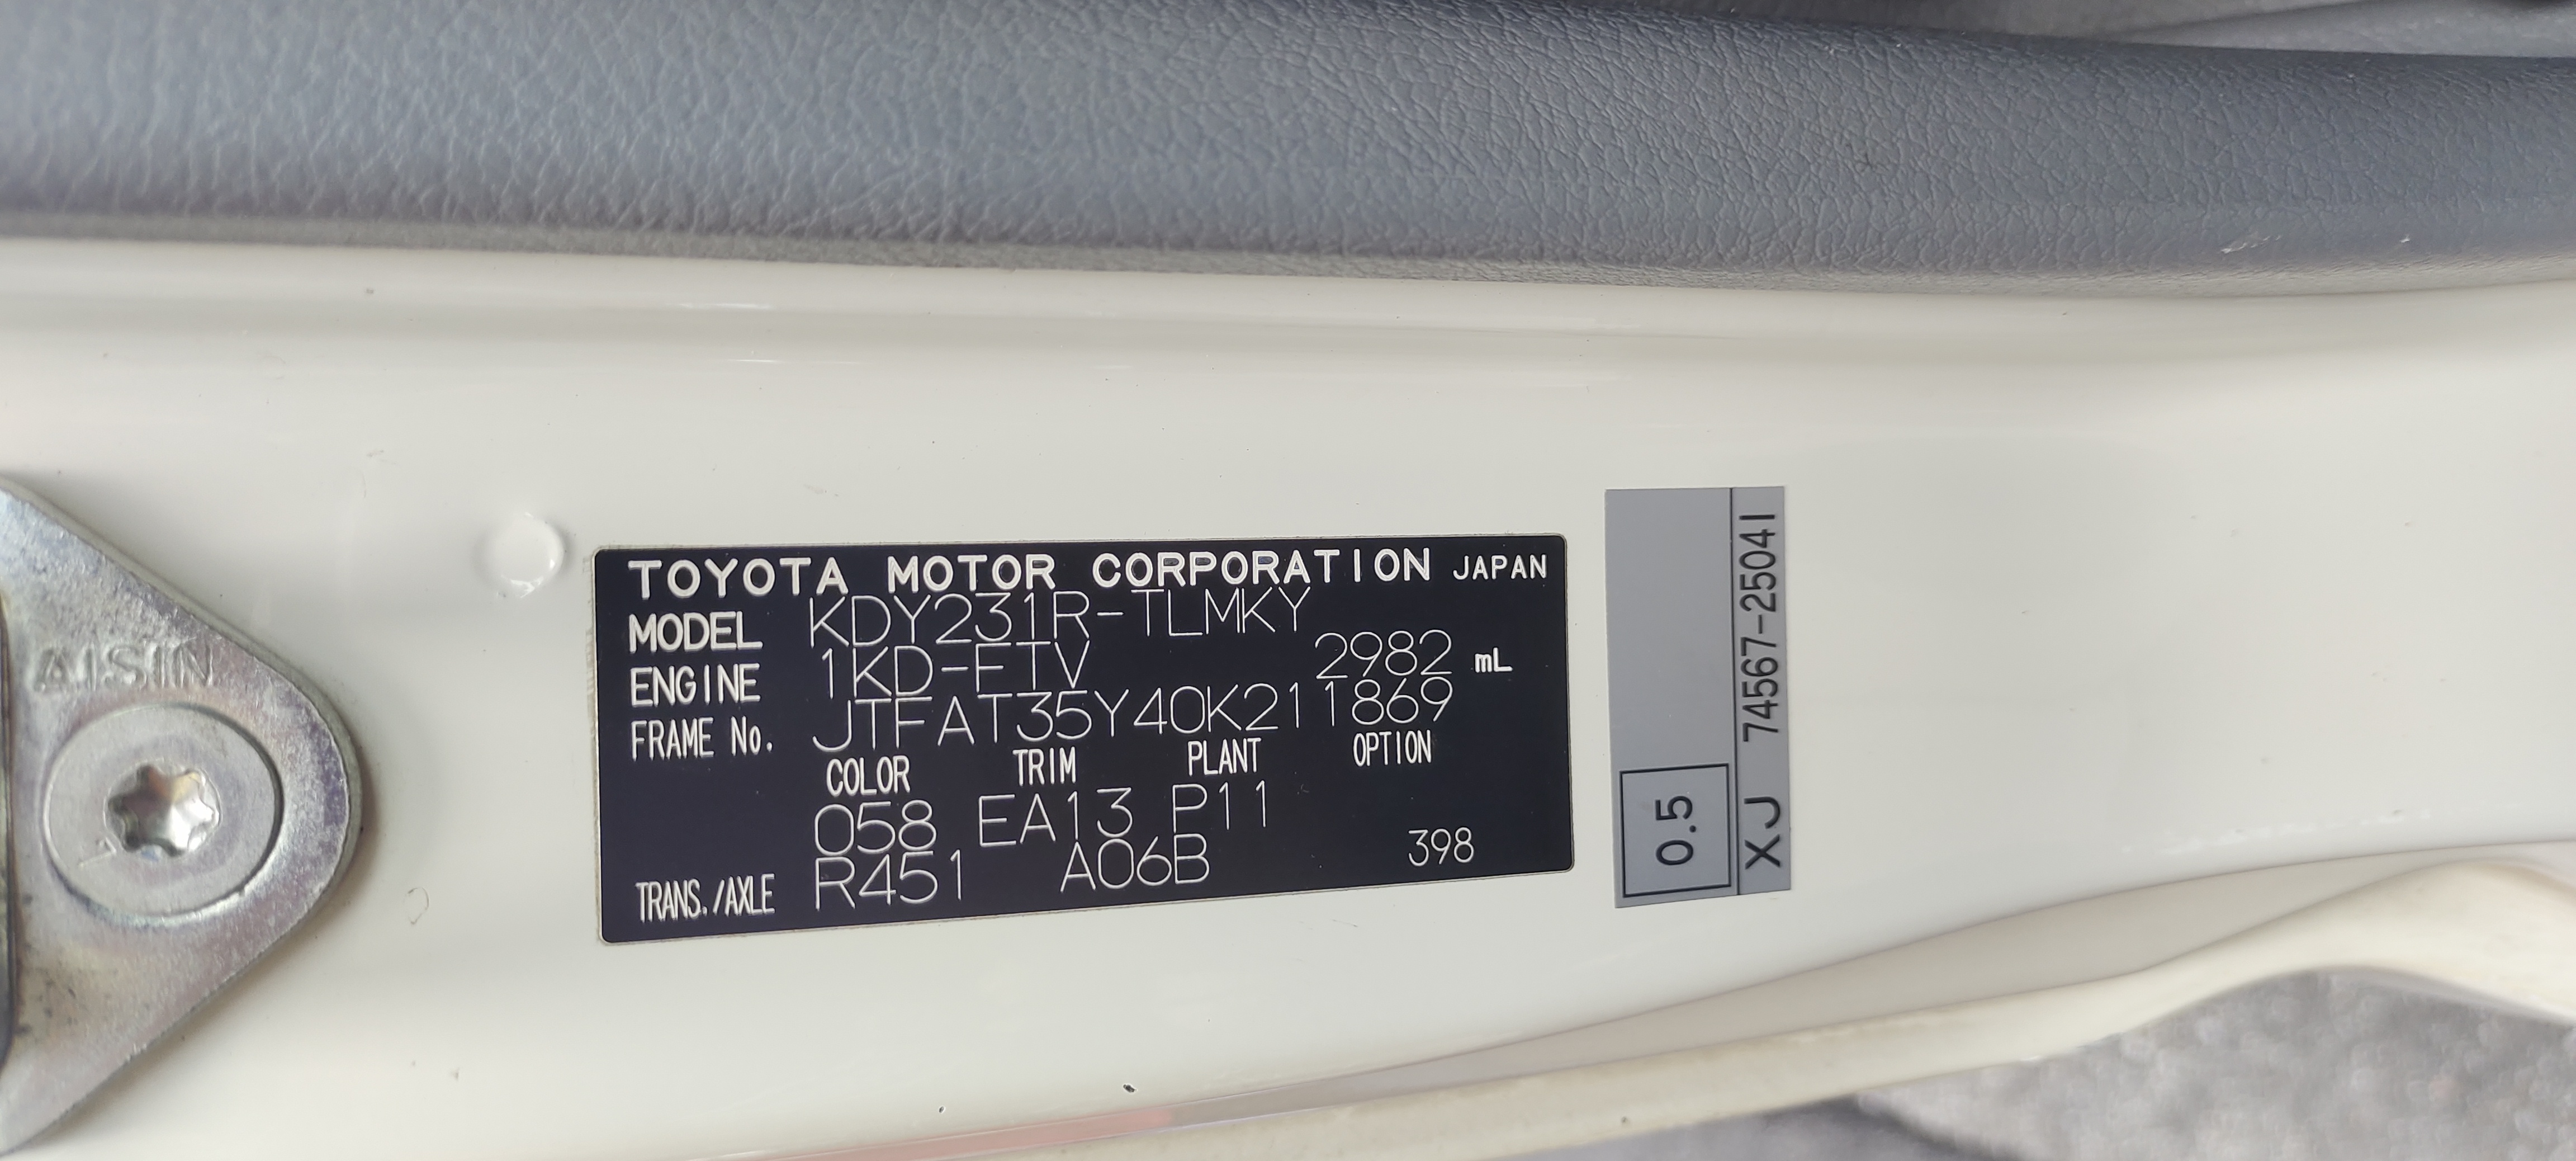 AISIN
TOYOTA MOTOR CORPORATION JAPAN
MODEL KDY231R-TLMKY
ENGINE 1KD-FTV 2982 mL
FRAME No. JTFAT35Y40K211869
COLOR TRIM PLANT OPTION
058 EA13 P11
TRANS./AXLE R451 A06B 398
0.5
XJ 74567-25041